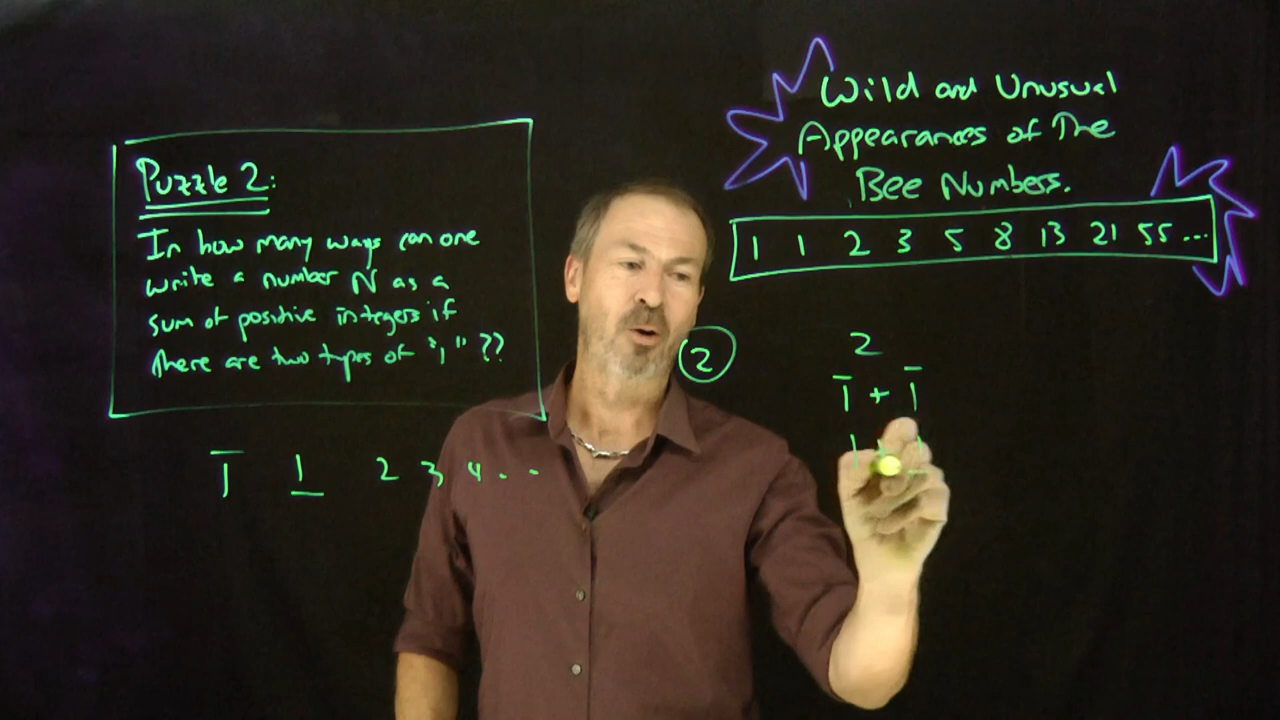 Puzzle 2:
In how many ways can one
write a number N as a
sum of positive integers if
there are two types of "1" ??
1̅ 1̲ 2 3 4 . . -
Wild and Unusual
Appearances of The
Bee Numbers.
1 1 2 3 5 8 13 21 55 ...
2
2
1̅ + 1̅
1 + 1̲